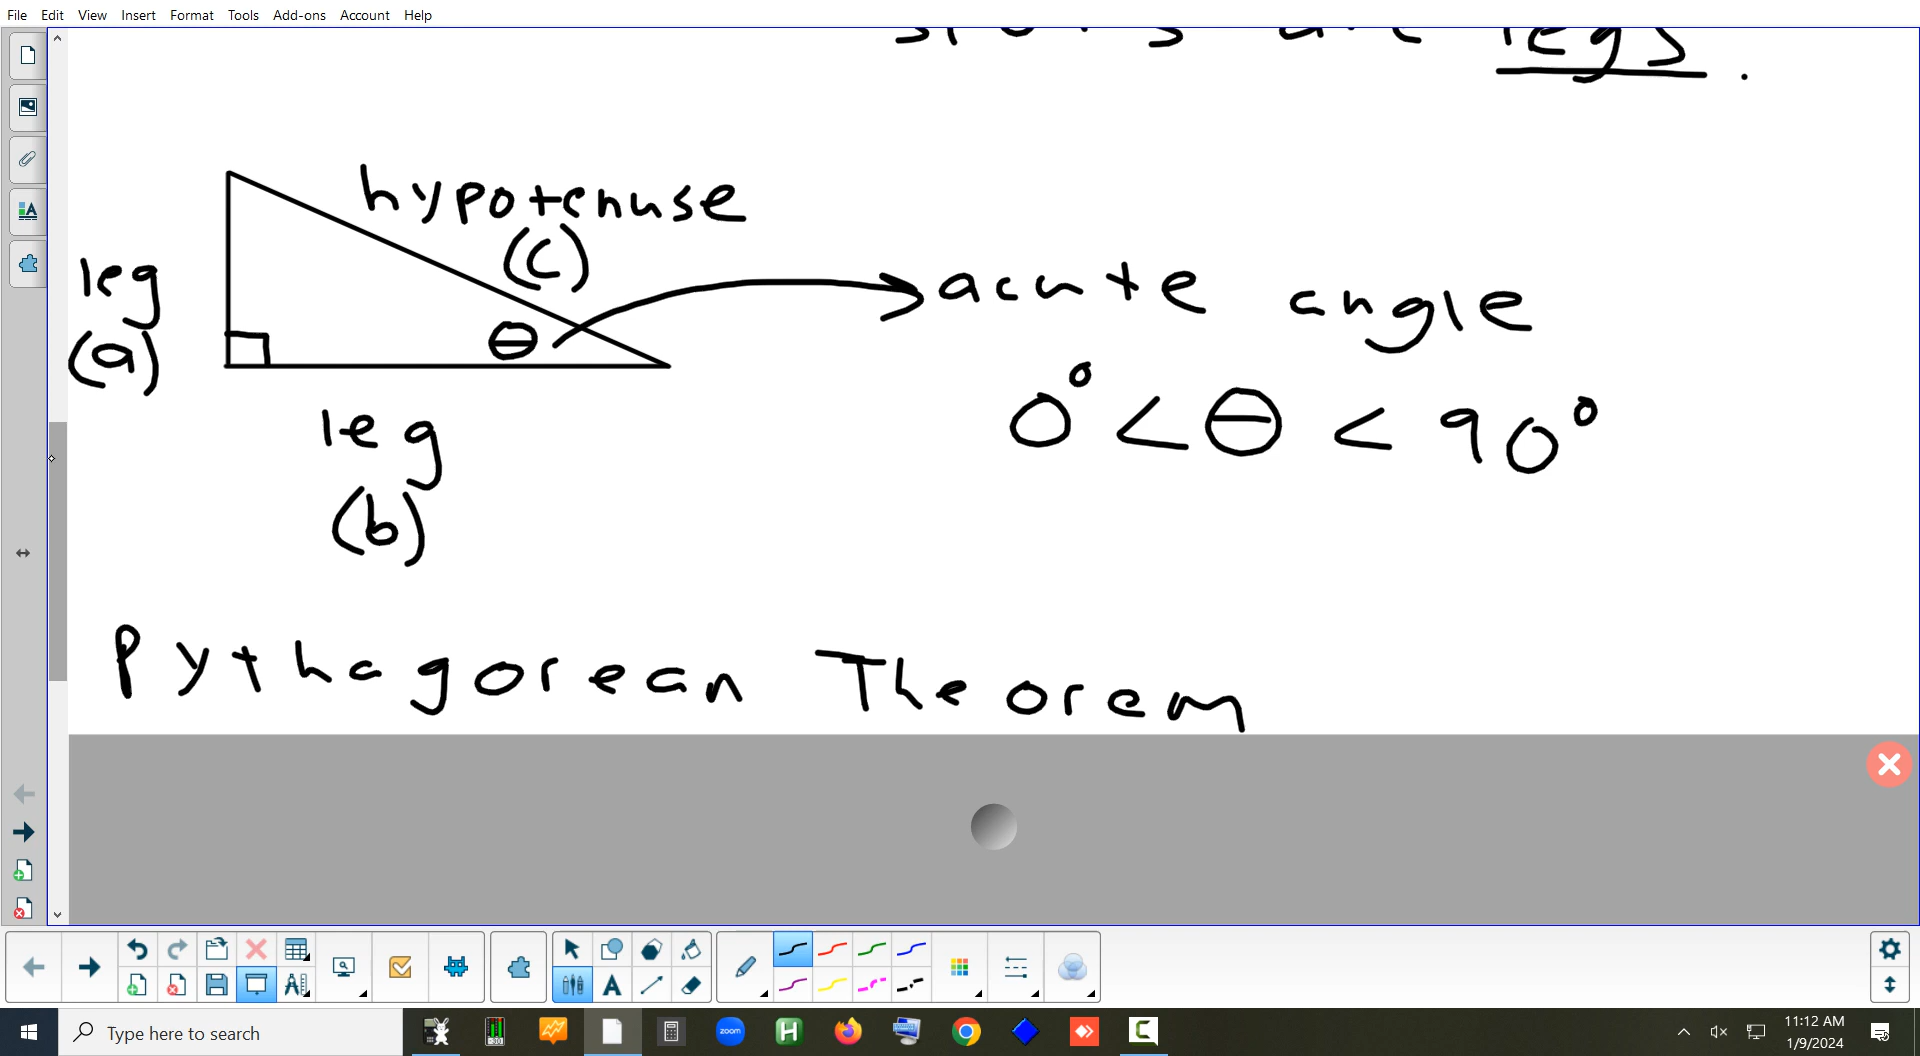 File Edit View Insert Format Tools Add-ons Account Help
legs.
hypotenuse
(c)
leg
(a)
θ
acute angle
0° < θ < 90°
leg
(b)
Pythagorean Theorem
A
A
zoom
H
C
Type here to search
11:12 AM
1/9/2024